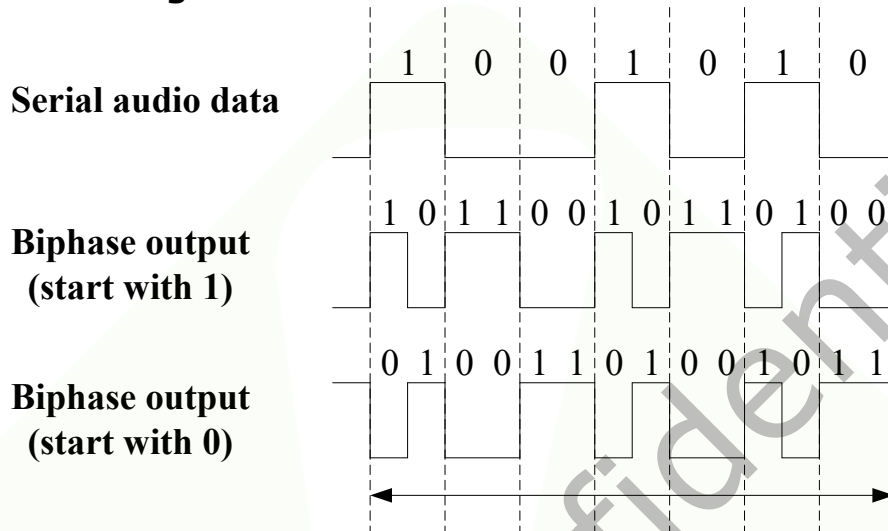 1 0 0 1 0 1 0
Serial audio data
1 0 1 1 0 0 1 0 1 1 0 1 0 0
Biphase output
(start with 1)
0 1 0 0 1 1 0 1 0 0 1 0 1 1
Biphase output
(start with 0)